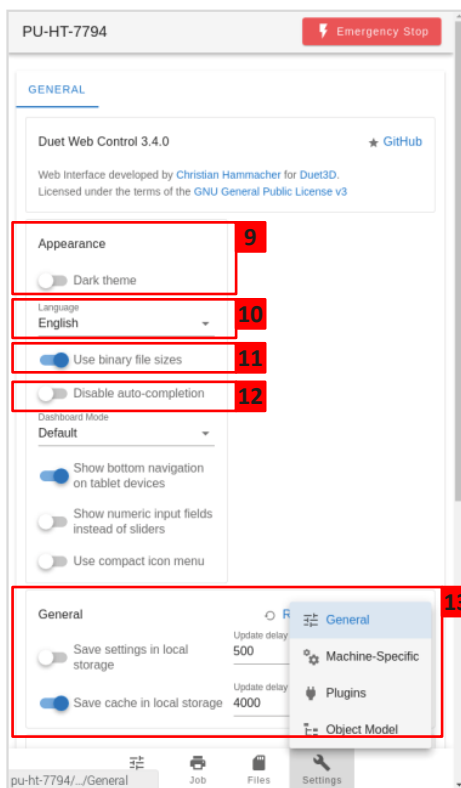 PU-HT-7794
Emergency Stop
GENERAL
Duet Web Control 3.4.0
GitHub
Web Interface developed by Christian Hammacher for Duet3D.
Licensed under the terms of the GNU General Public License v3
9
Appearance
Dark theme
10
Language
English
11
Use binary file sizes
12
Disable auto-completion
Dashboard Mode
Default
Show bottom navigation
on tablet devices
Show numeric input fields
instead of sliders
Use compact icon menu
13
General
R
Save settings in local
storage
Update delay
500
Save cache in local storage
Update delay
4000
General
Machine-Specific
Plugins
Object Model
Job
Files
Settings
pu-ht-7794/.../General